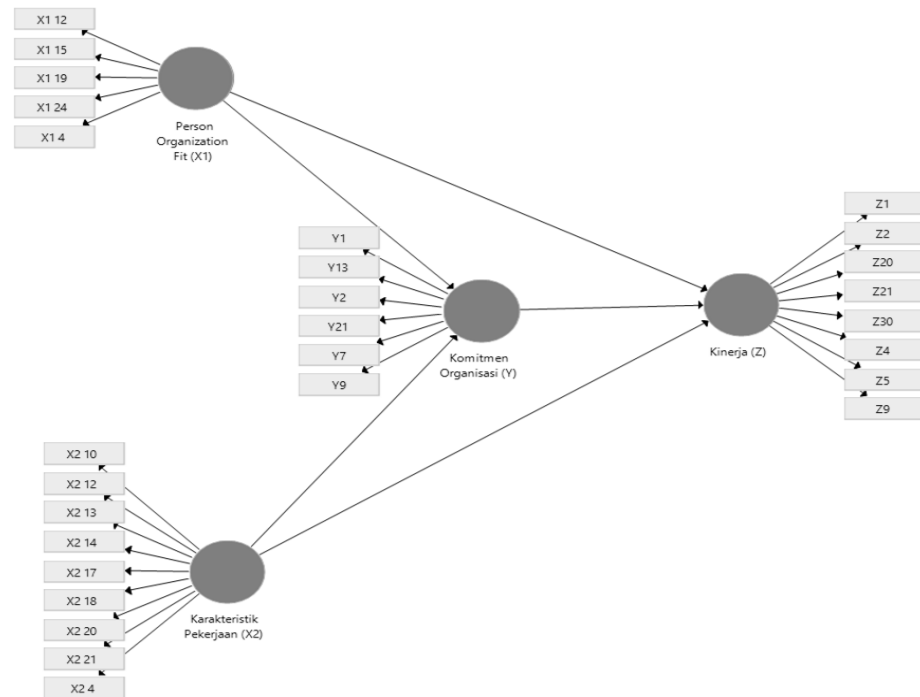 X1 12
X1 15
X1 19
X1 24
X1 4
Person
Organization
Fit (X1)
Y1
Y13
Y2
Y21
Y7
Y9
Komitmen
Organisasi (Y)
Z1
Z2
Z20
Z21
Z30
Z4
Z5
Z9
Kinerja (Z)
X2 10
X2 12
X2 13
X2 14
X2 17
X2 18
X2 20
X2 21
X2 4
Karakteristik
Pekerjaan (X2)